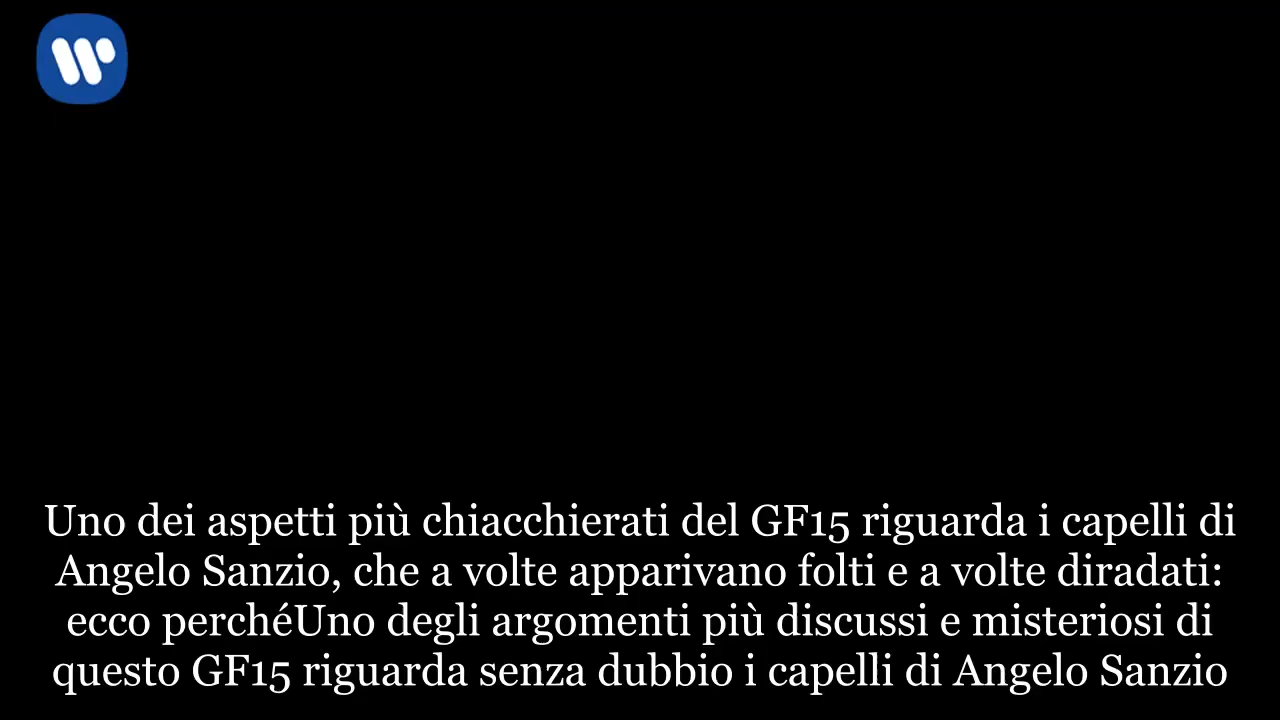 Uno dei aspetti più chiacchierati del GF15 riguarda i capelli di
Angelo Sanzio, che a volte apparivano folti e a volte diradati:
ecco perchéUno degli argomenti più discussi e misteriosi di
questo GF15 riguarda senza dubbio i capelli di Angelo Sanzio